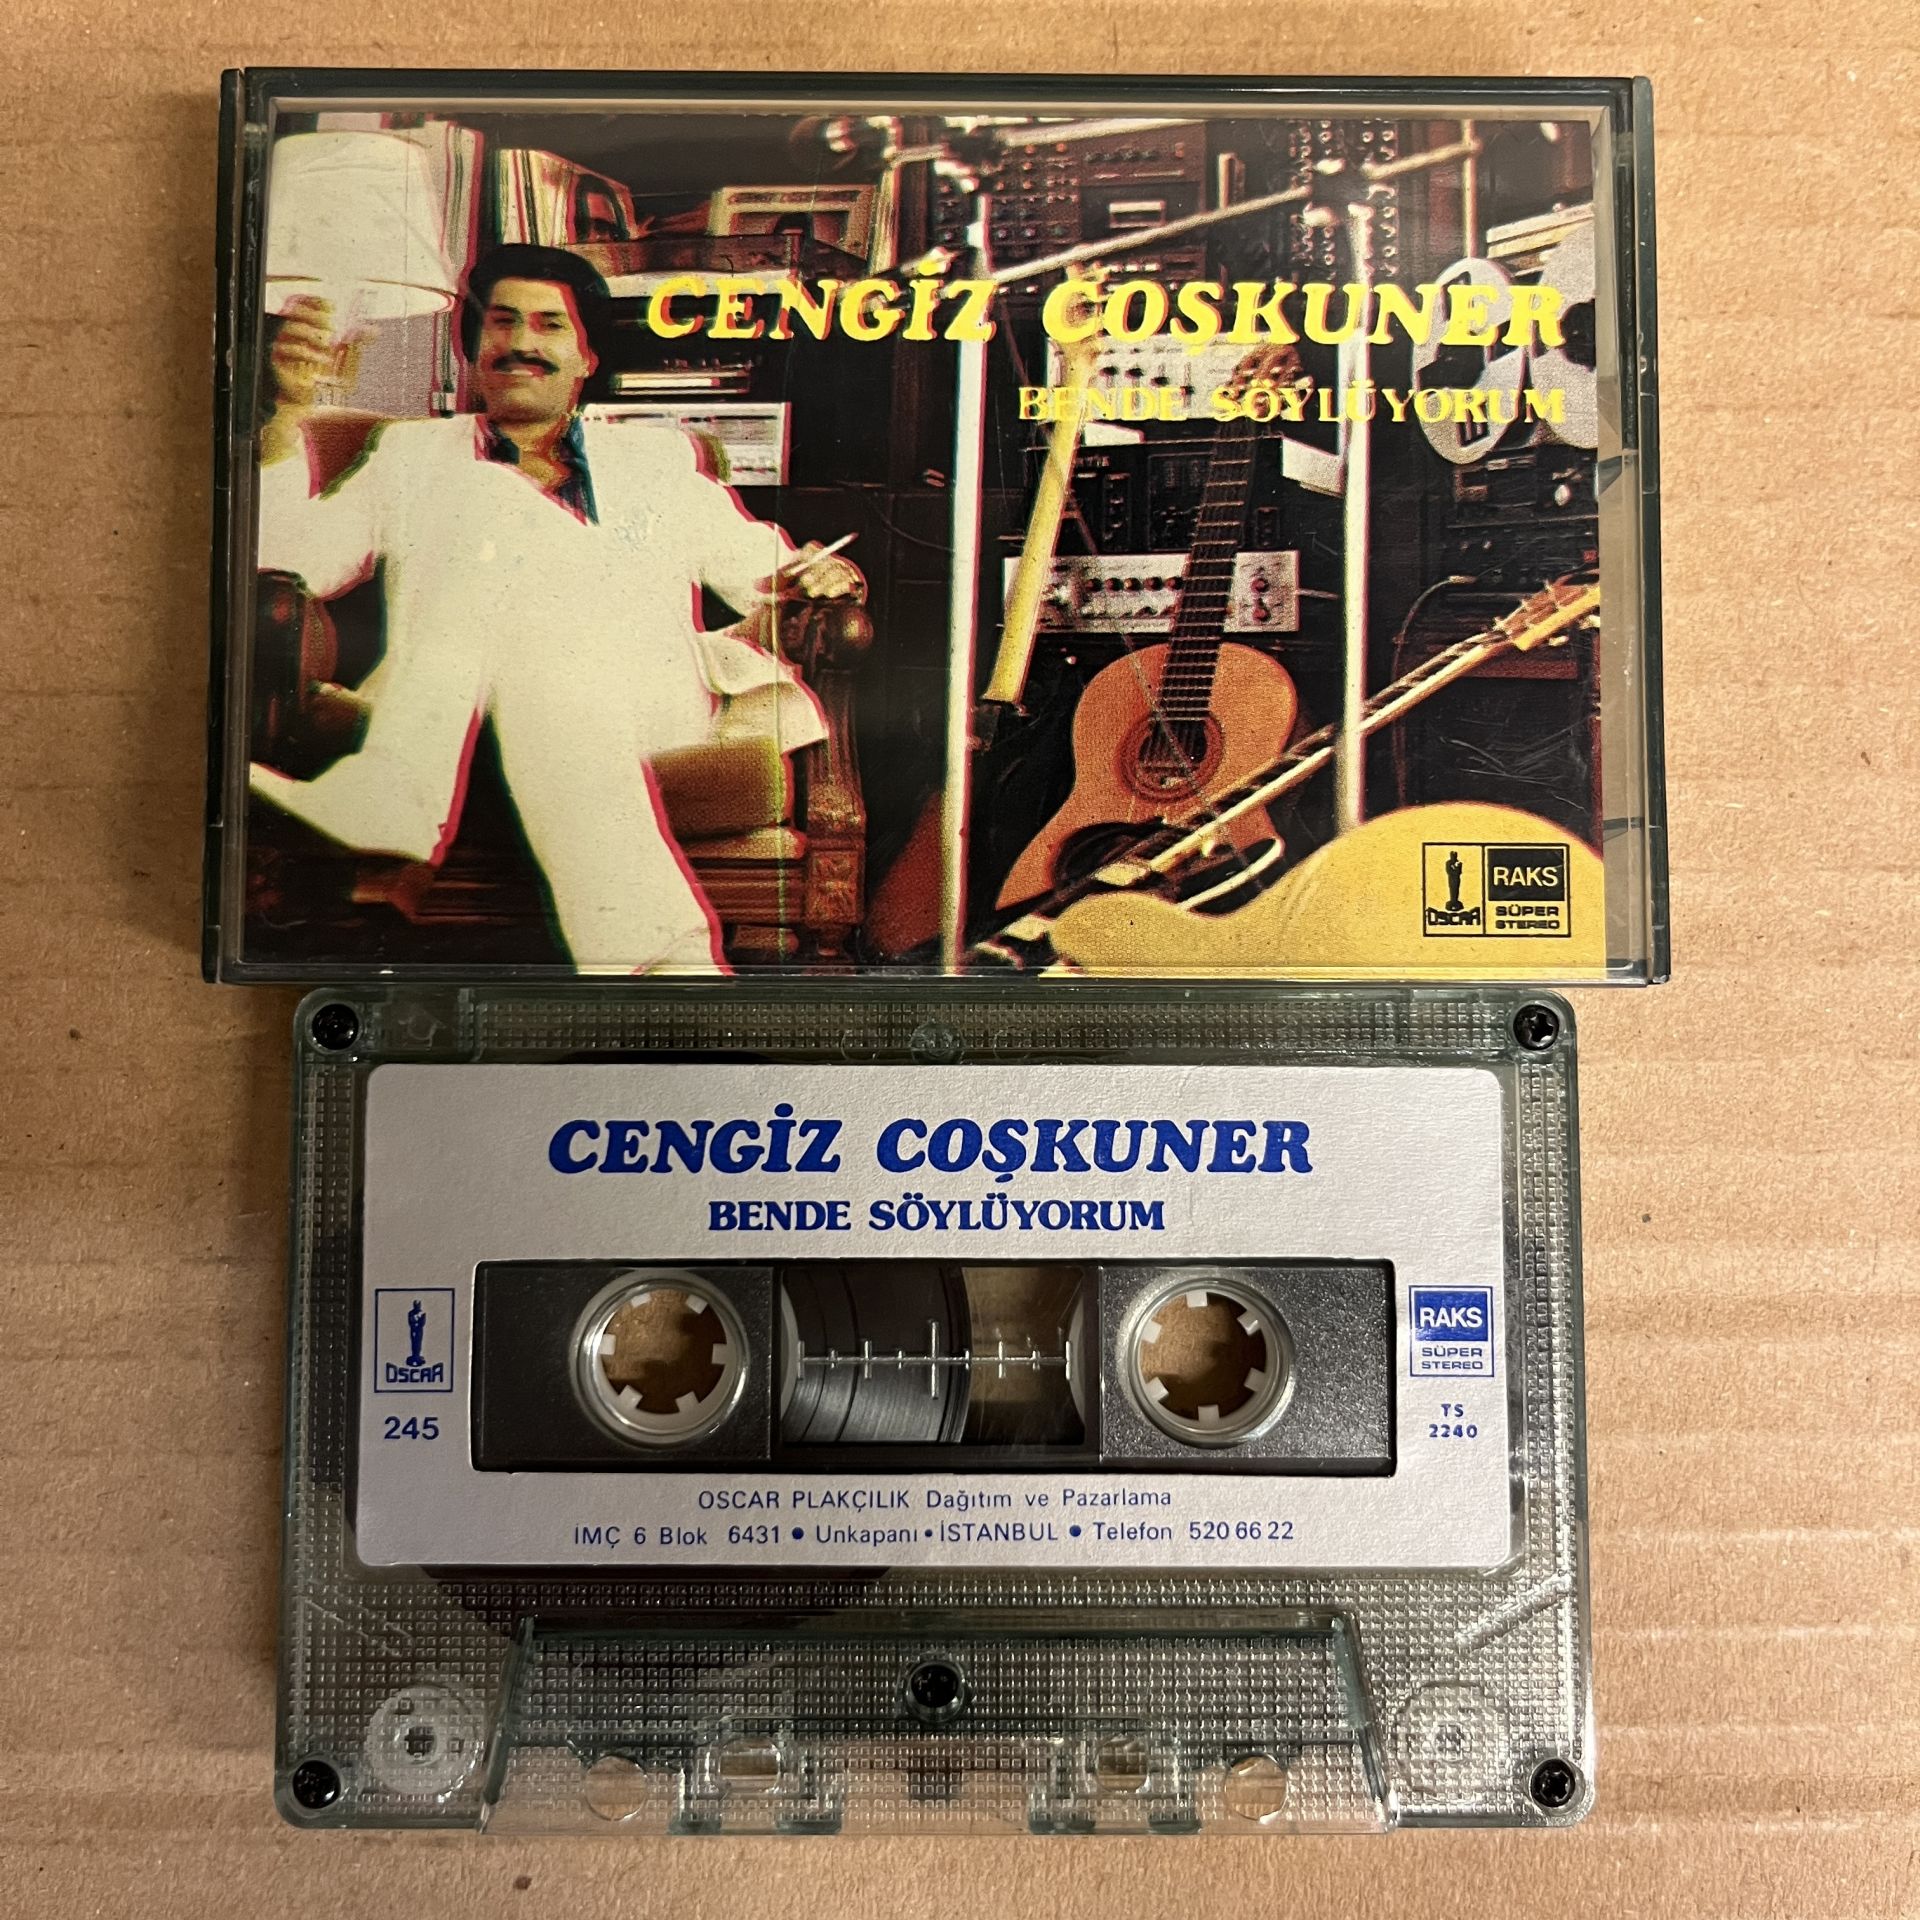 CENGİZ COŞKUNER
BENDE SÖYLÜYORUM
OSCAR
RAKS
SÜPER
STEREO
CENGİZ COŞKUNER
BENDE SÖYLÜYORUM
OSCAR
245
RAKS
SÜPER
STEREO
TS
2240
OSCAR PLAKÇILIK Dağıtım ve Pazarlama
İMÇ 6 Blok 6431 • Unkapanı • İSTANBUL • Telefon 520 66 22